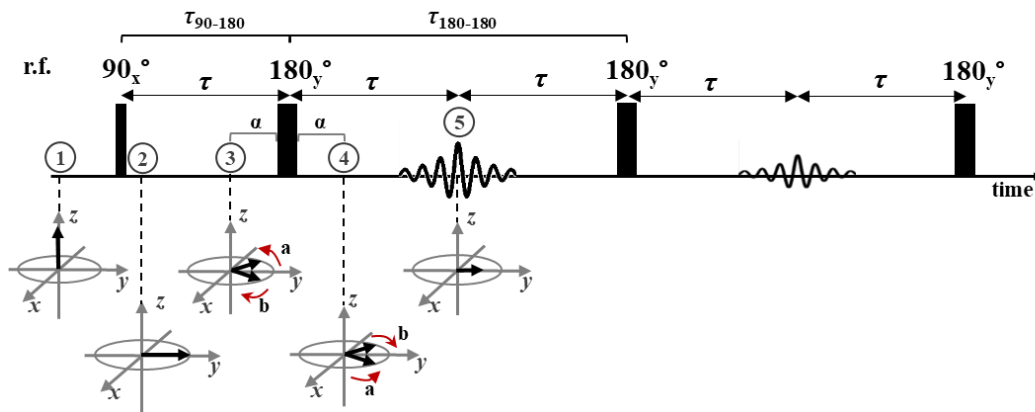 τ90-180 τ180-180
r.f. 90x° 180y° 180y° 180y°
τ τ τ τ τ
α α
1 2 3 4 5
time
z z z
a
y y y
x x b x
z z
b
y y
x a x